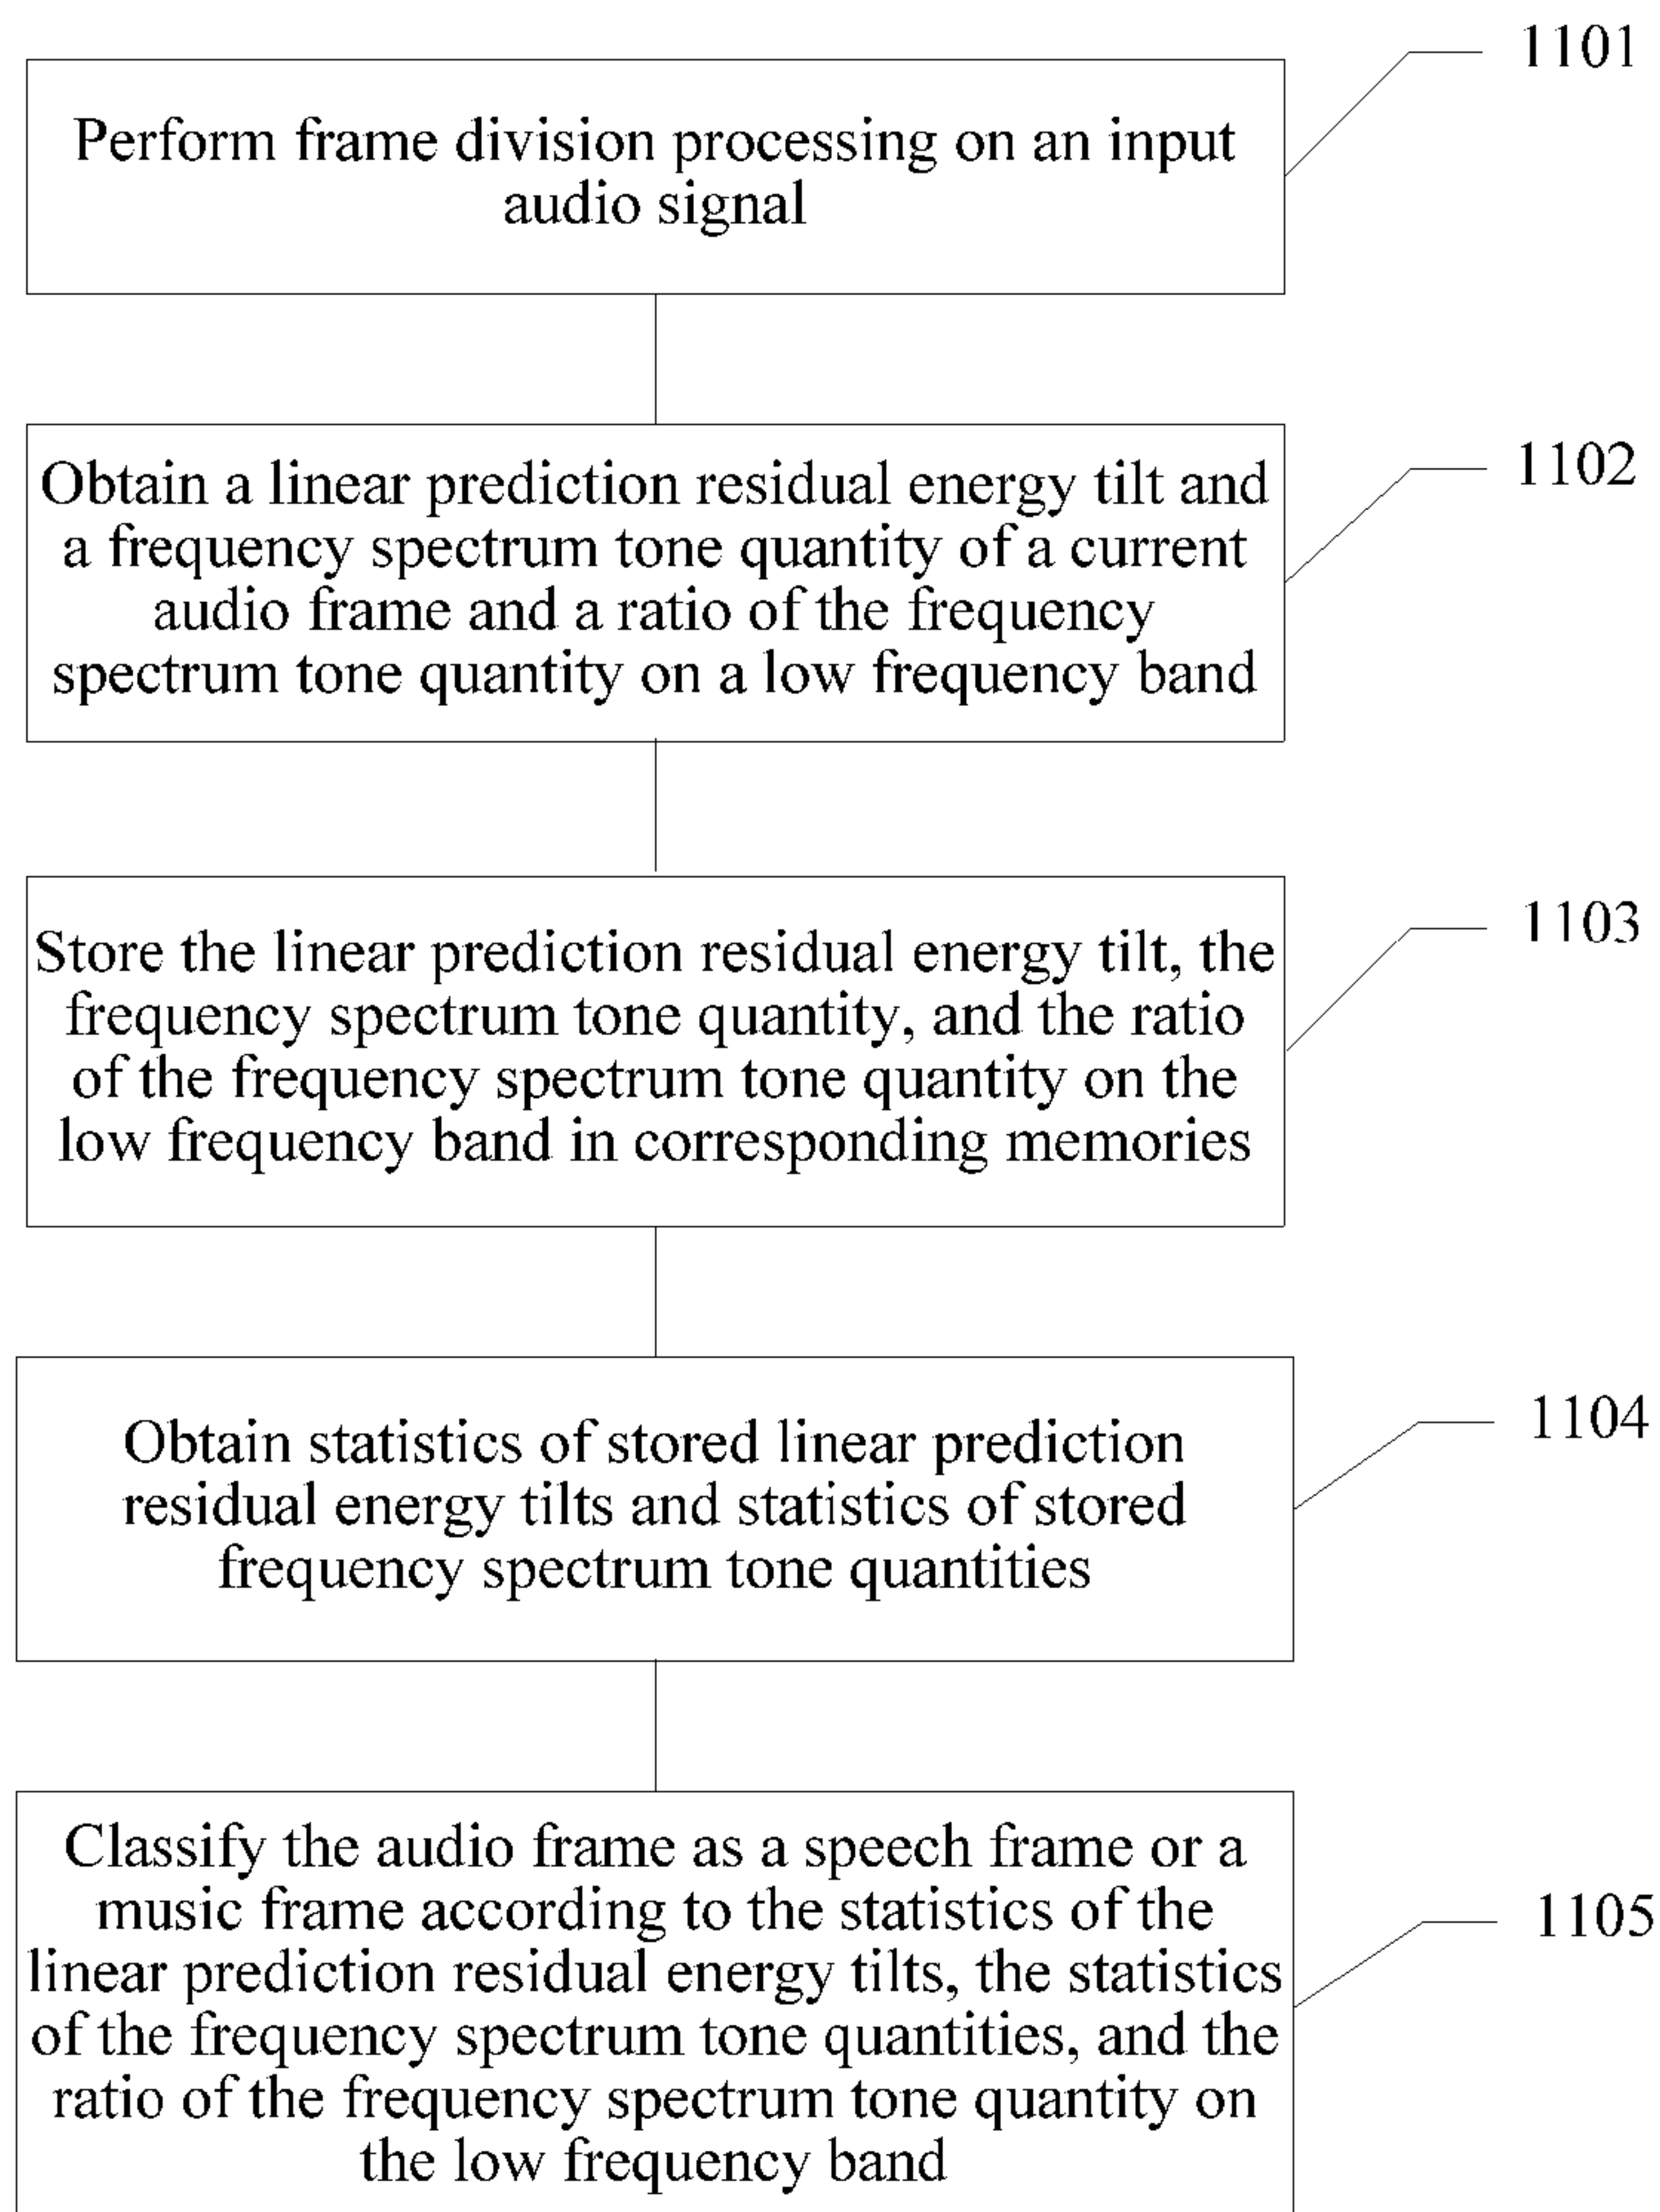 1101
Perform frame division processing on an input
audio signal
1102
Obtain a linear prediction residual energy tilt and
a frequency spectrum tone quantity of a current
audio frame and a ratio of the frequency
spectrum tone quantity on a low frequency band
1103
Store the linear prediction residual energy tilt, the
frequency spectrum tone quantity, and the ratio
of the frequency spectrum tone quantity on the
low frequency band in corresponding memories
1104
Obtain statistics of stored linear prediction
residual energy tilts and statistics of stored
frequency spectrum tone quantities
1105
Classify the audio frame as a speech frame or a
music frame according to the statistics of the
linear prediction residual energy tilts, the statistics
of the frequency spectrum tone quantities, and the
ratio of the frequency spectrum tone quantity on
the low frequency band